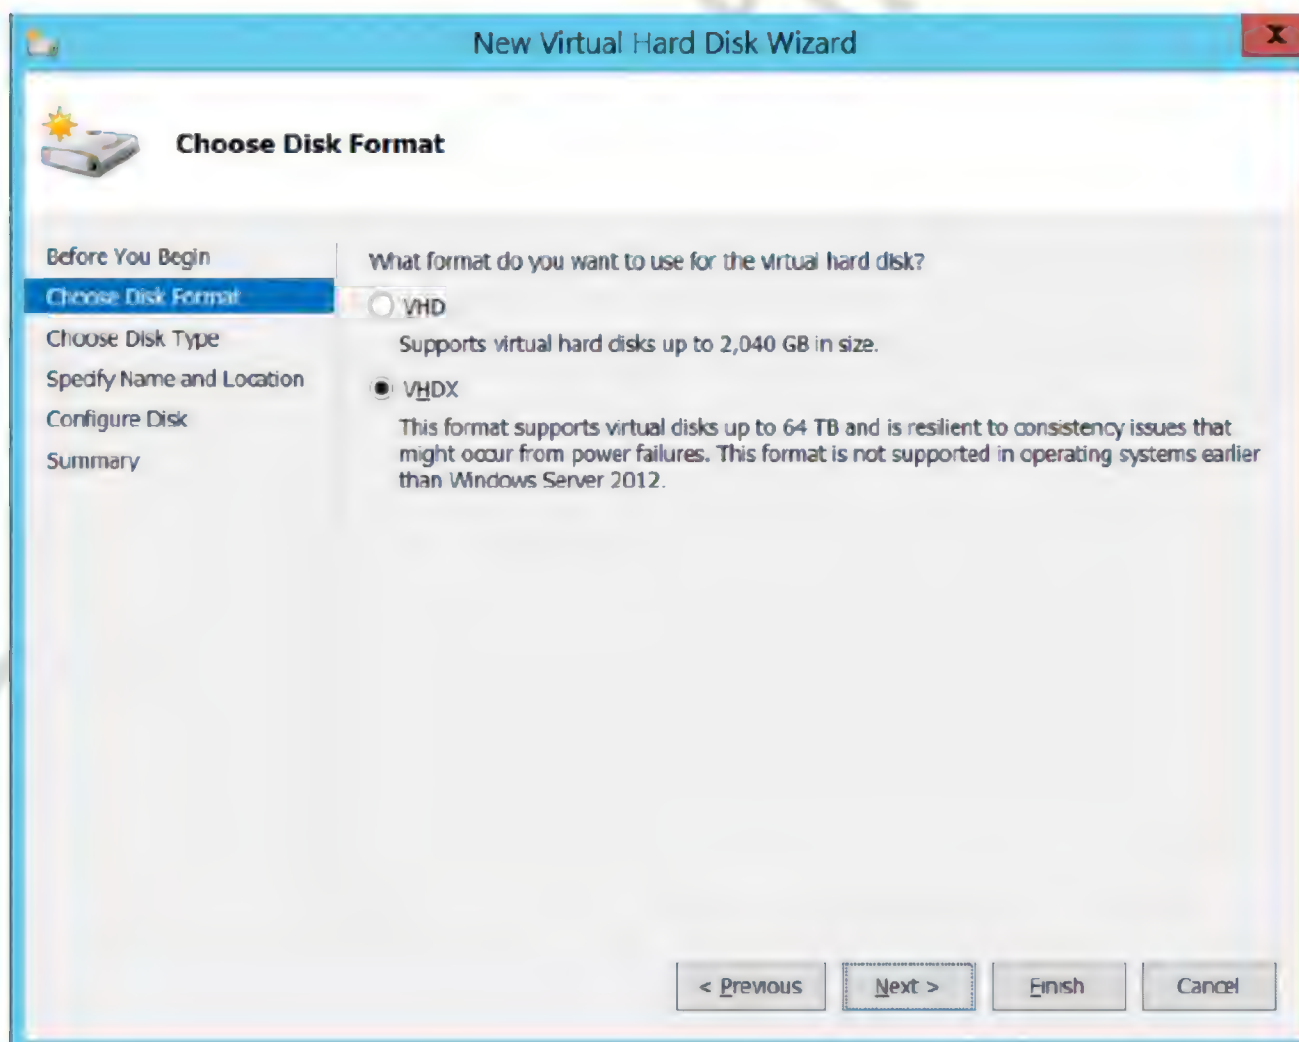 New Virtual Hard Disk Wizard
X
Choose Disk Format
Before You Begin
Choose Disk Format
Choose Disk Type
Specify Name and Location
Configure Disk
Summary
What format do you want to use for the virtual hard disk?
VHD
Supports virtual hard disks up to 2,040 GB in size.
VHDX
This format supports virtual disks up to 64 TB and is resilient to consistency issues that
might occur from power failures. This format is not supported in operating systems earlier
than Windows Server 2012.
< Previous
Next >
Finish
Cancel